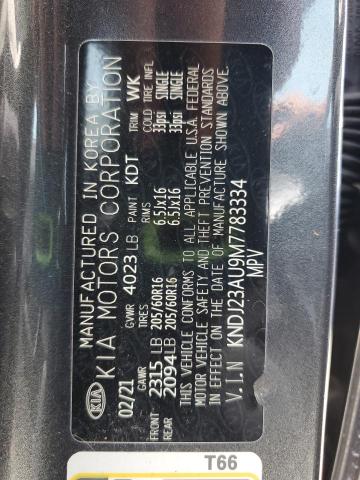 MANUFACTURED IN KOREA BY
KIA KIA MOTORS CORPORATION
02/21 GVWR 4023 LB PAINT KDT TRIM WK
GAWR TIRES RIMS COLD TIRE INFL
FRONT 2315 LB 205/60R16 6.5Jx16 33psi SINGLE
REAR 2094 LB 205/60R16 6.5Jx16 33psi SINGLE
THIS VEHICLE CONFORMS TO ALL APPLICABLE U.S.A. FEDERAL
MOTOR VEHICLE SAFETY AND THEFT PREVENTION STANDARDS
IN EFFECT ON THE DATE OF MANUFACTURE SHOWN ABOVE.
V.I.N KNDJ23AU9M7783334
MPV
T66